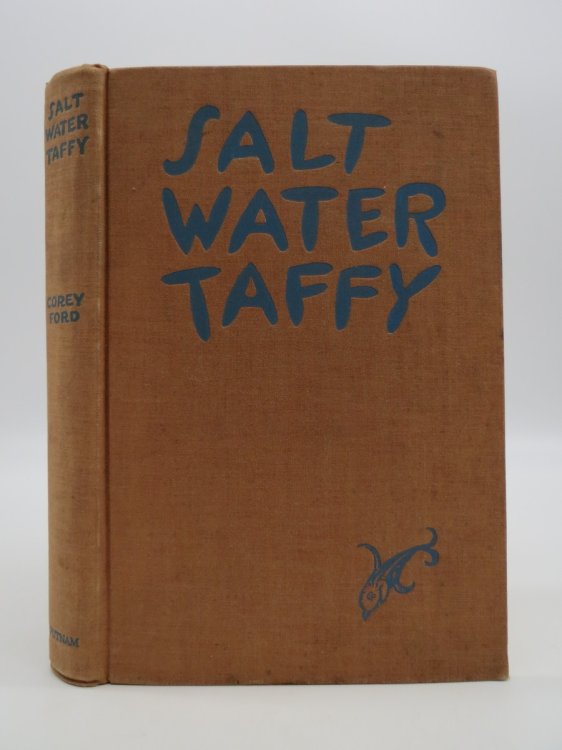 SALT
WATER
TAFFY
COREY
FORD
PUTNAM
SALT
WATER
TAFFY